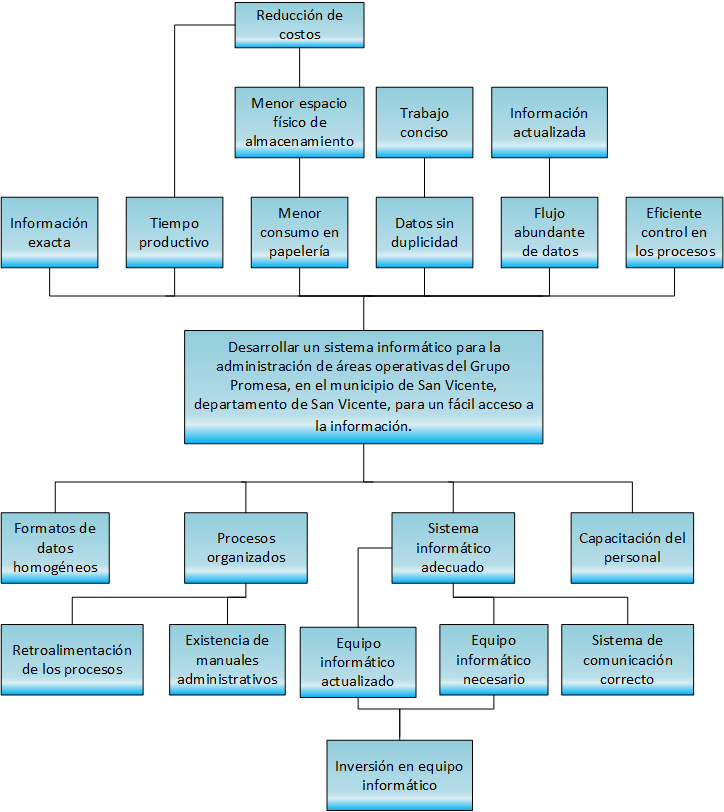 Reducción de
costos
Menor espacio
físico de
almacenamiento
Trabajo
conciso
Información
actualizada
Información
exacta
Tiempo
productivo
Menor
consumo en
papelería
Datos sin
duplicidad
Flujo
abundante
de datos
Eficiente
control en
los procesos
Desarrollar un sistema informático para la
administración de áreas operativas del Grupo
Promesa, en el municipio de San Vicente,
departamento de San Vicente, para un fácil acceso a
la información.
Formatos de
datos
homogéneos
Procesos
organizados
Sistema
informático
adecuado
Capacitación del
personal
Retroalimentación
de los procesos
Existencia de
manuales
administrativos
Equipo
informático
actualizado
Equipo
informático
necesario
Sistema de
comunicación
correcto
Inversión en equipo
informático